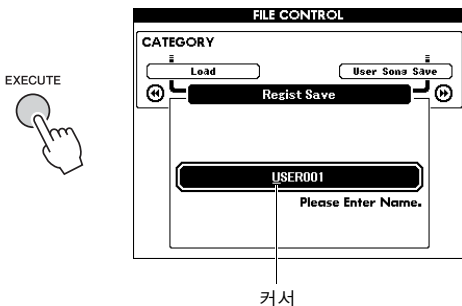 FILE CONTROL
CATEGORY
Load
User Song Save
EXECUTE
Regist Save
USER001
Please Enter Name.
커서